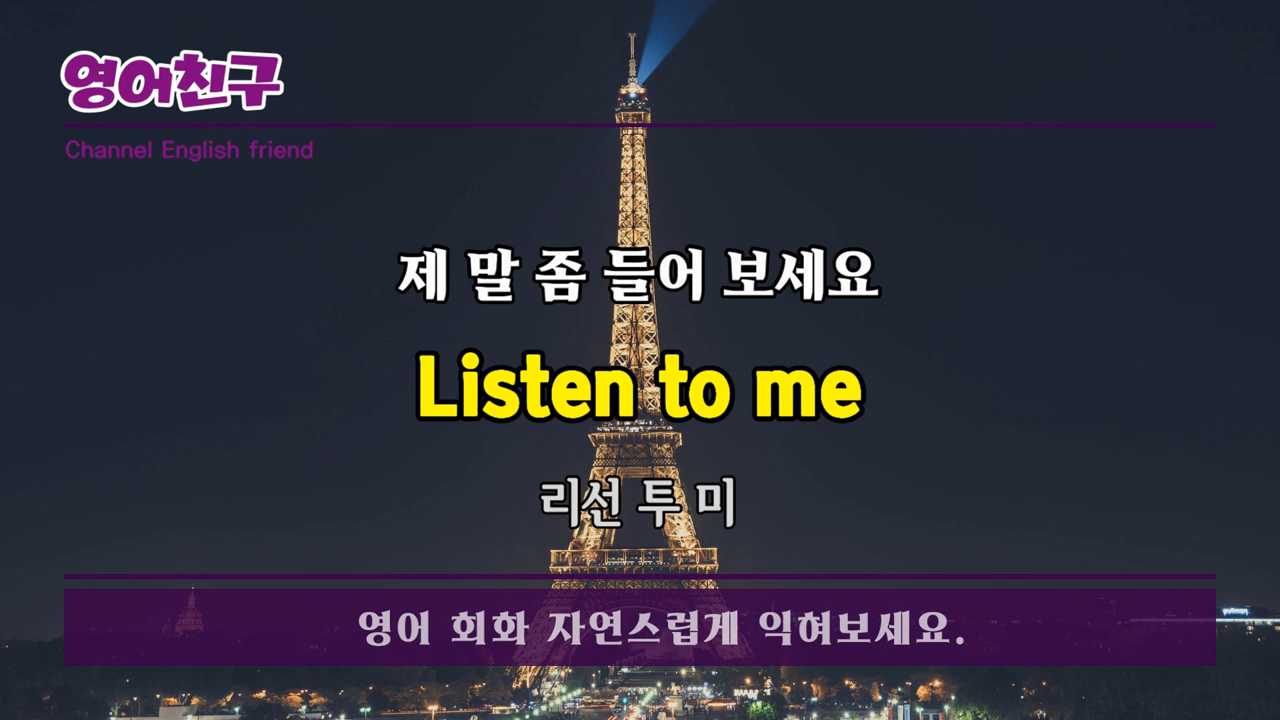 영어친구
Channel English friend
제 말 좀 들어 보세요
Listen to me
리선 투 미
영어 회화 자연스럽게 익혀보세요.
pullman